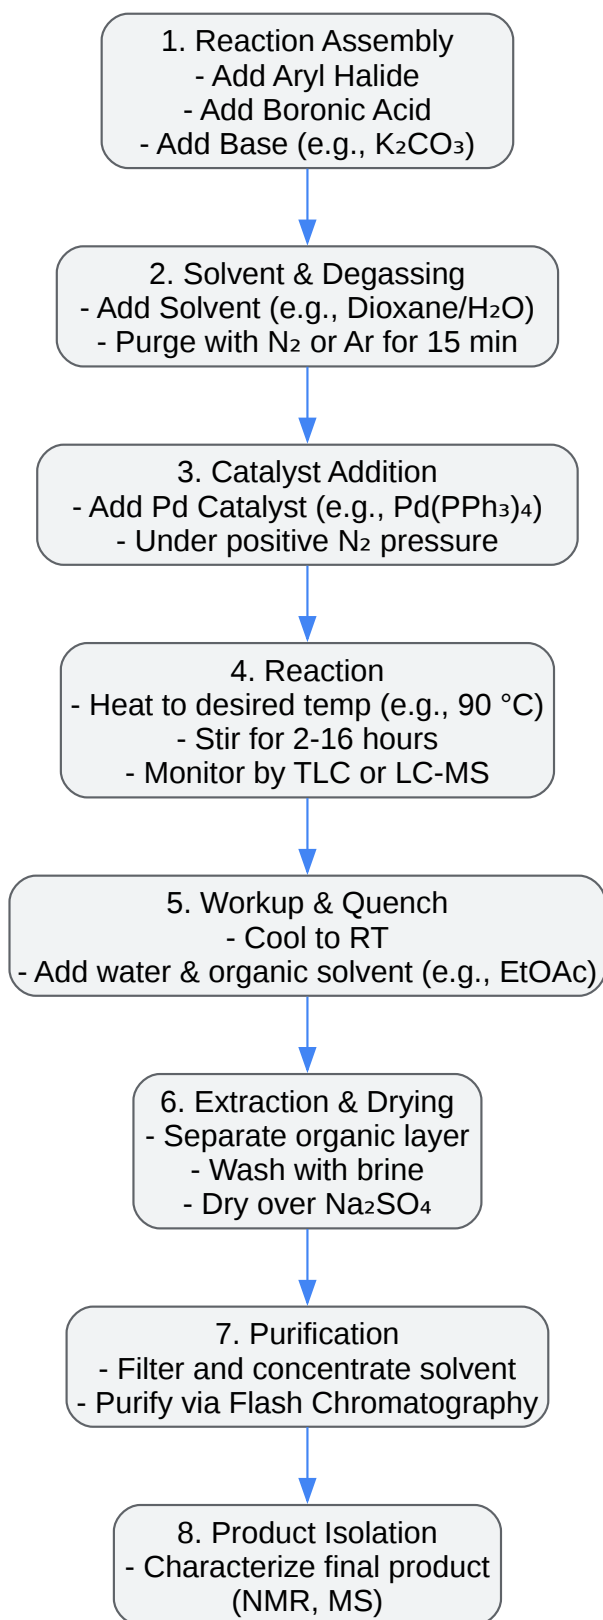 1. Reaction Assembly
- Add Aryl Halide
- Add Boronic Acid
- Add Base (e.g., K₂CO₃)
2. Solvent & Degassing
- Add Solvent (e.g., Dioxane/H₂O)
- Purge with N₂ or Ar for 15 min
3. Catalyst Addition
- Add Pd Catalyst (e.g., Pd(PPh₃)₄)
- Under positive N₂ pressure
4. Reaction
- Heat to desired temp (e.g., 90 °C)
- Stir for 2-16 hours
- Monitor by TLC or LC-MS
5. Workup & Quench
- Cool to RT
- Add water & organic solvent (e.g., EtOAc)
6. Extraction & Drying
- Separate organic layer
- Wash with brine
- Dry over Na₂SO₄
7. Purification
- Filter and concentrate solvent
- Purify via Flash Chromatography
8. Product Isolation
- Characterize final product
(NMR, MS)